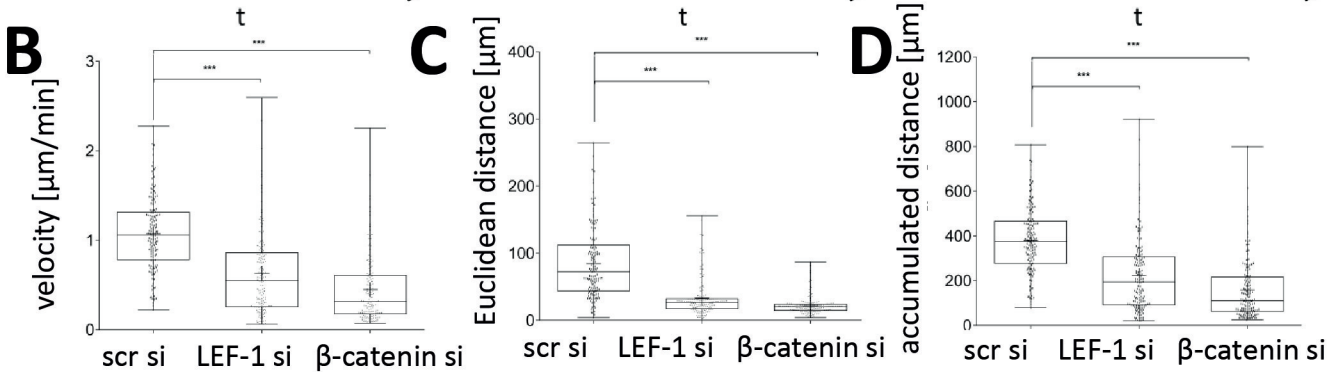 t t t
B
velocity [μm/min]
3
2
1
0
***
***
scr si LEF-1 si β-catenin si
C
Euclidean distance [μm]
400
300
200
100
0
***
***
scr si LEF-1 si β-catenin si
D
accumulated distance [μm]
1200
1000
800
600
400
200
0
***
***
scr si LEF-1 si β-catenin si